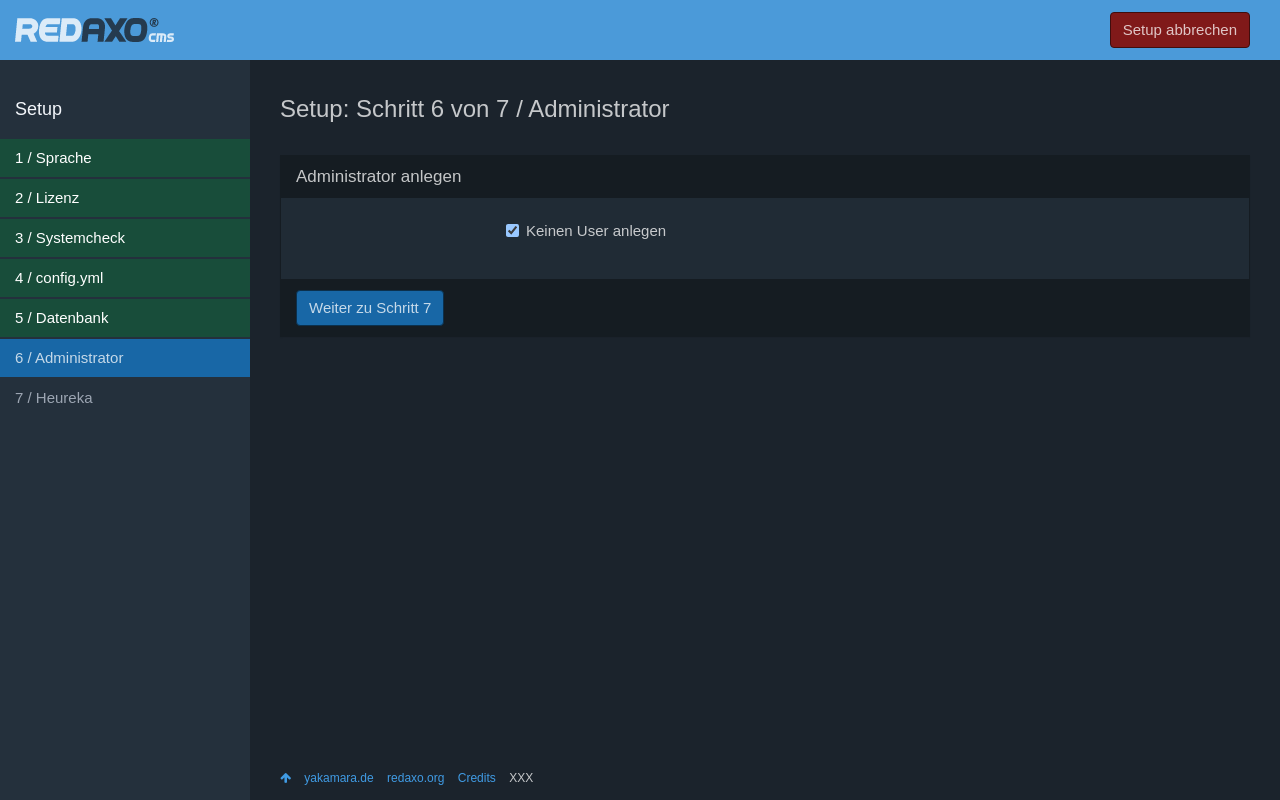 REDAXO® cms
Setup abbrechen
Setup
1 / Sprache
2 / Lizenz
3 / Systemcheck
4 / config.yml
5 / Datenbank
6 / Administrator
7 / Heureka
Setup: Schritt 6 von 7 / Administrator
Administrator anlegen
Keinen User anlegen
Weiter zu Schritt 7
yakamara.de redaxo.org Credits XXX